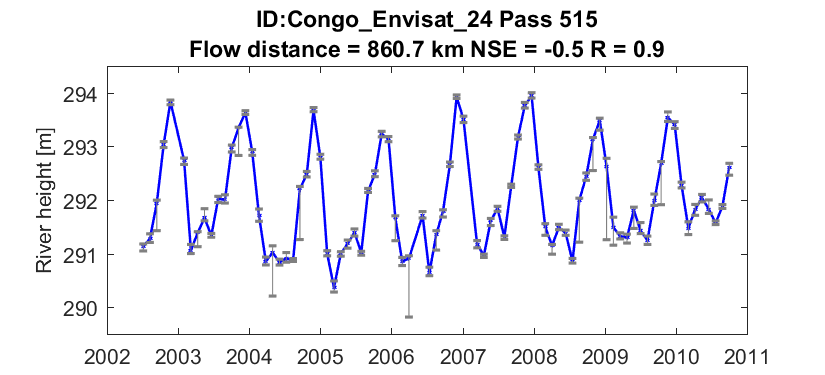 ID:Congo_Envisat_24 Pass 515
Flow distance = 860.7 km NSE = -0.5 R = 0.9
River height [m]
294
293
292
291
290
2002 2003 2004 2005 2006 2007 2008 2009 2010 2011